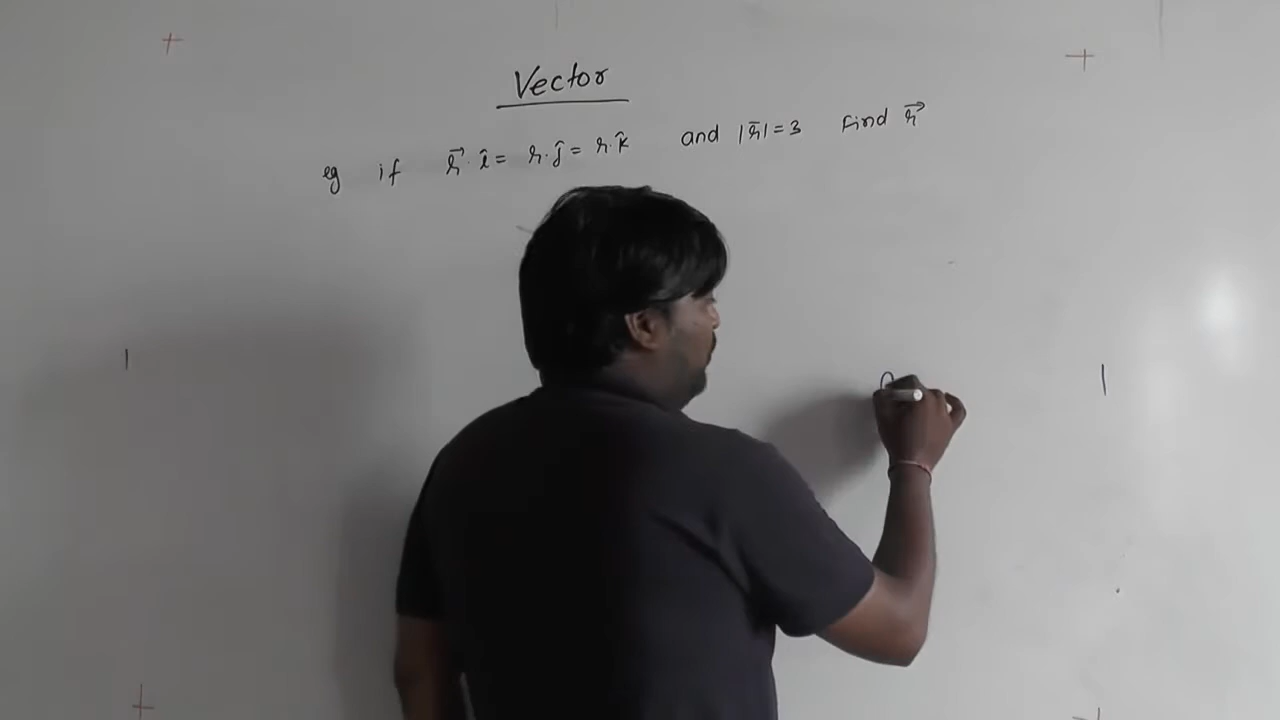 Vector
eg if r⃗·î = r·ĵ = r·k̂ and |r̄|=3 Find r⃗